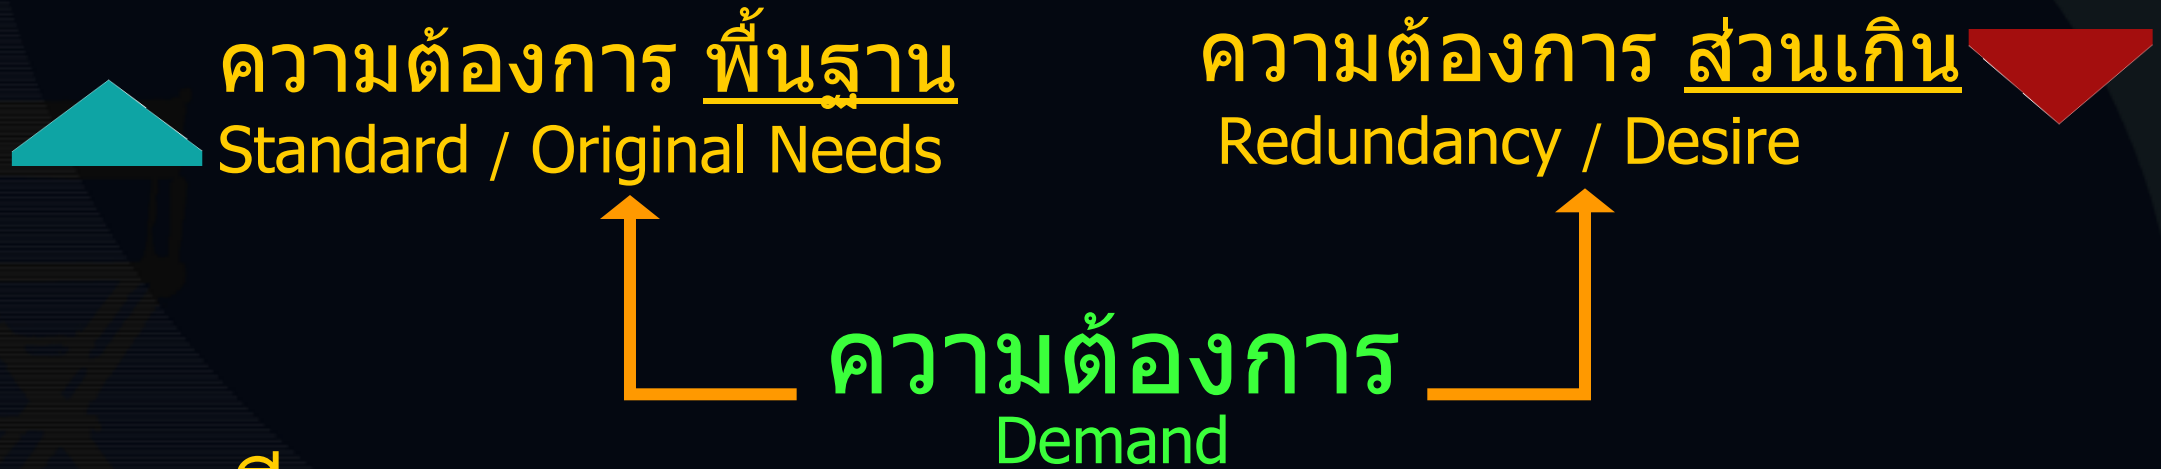 ความต้องการ พื้นฐาน
Standard / Original Needs
ความต้องการ ส่วนเกิน
Redundancy / Desire
ความต้องการ
Demand